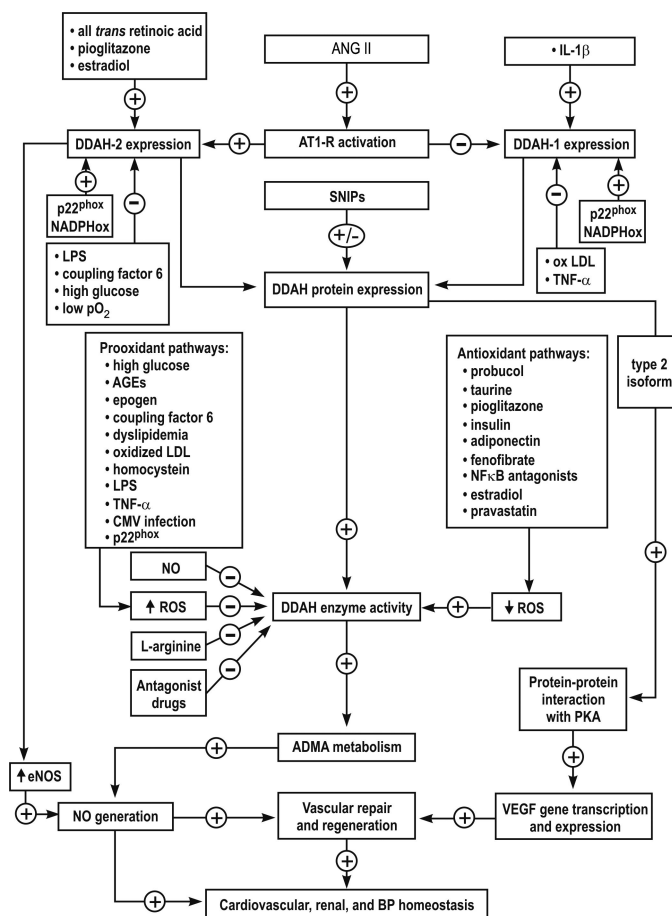 • all trans retinoic acid
• pioglitazone
• estradiol
ANG II
• IL-1β
+
+
+
DDAH-2 expression
+
AT1-R activation
−
DDAH-1 expression
+
−
−
+
p22phox
NADPHox
SNIPs
p22phox
NADPHox
+/−
• LPS
• coupling factor 6
• high glucose
• low pO2
• ox LDL
• TNF-α
DDAH protein expression
Prooxidant pathways:
• high glucose
• AGEs
• epogen
• coupling factor 6
• dyslipidemia
• oxidized LDL
• homocystein
• LPS
• TNF-α
• CMV infection
• p22phox
Antioxidant pathways:
• probucol
• taurine
• pioglitazone
• insulin
• adiponectin
• fenofibrate
• NFκB antagonists
• estradiol
• pravastatin
type 2
isoform
+
+
NO
−
↑ ROS
−
DDAH enzyme activity
+
↓ ROS
L-arginine
−
Antagonist
drugs
−
+
Protein-protein
interaction
with PKA
+
ADMA metabolism
+
↑ eNOS
+
NO generation
+
Vascular repair
and regeneration
+
VEGF gene transcription
and expression
+
+
Cardiovascular, renal, and BP homeostasis